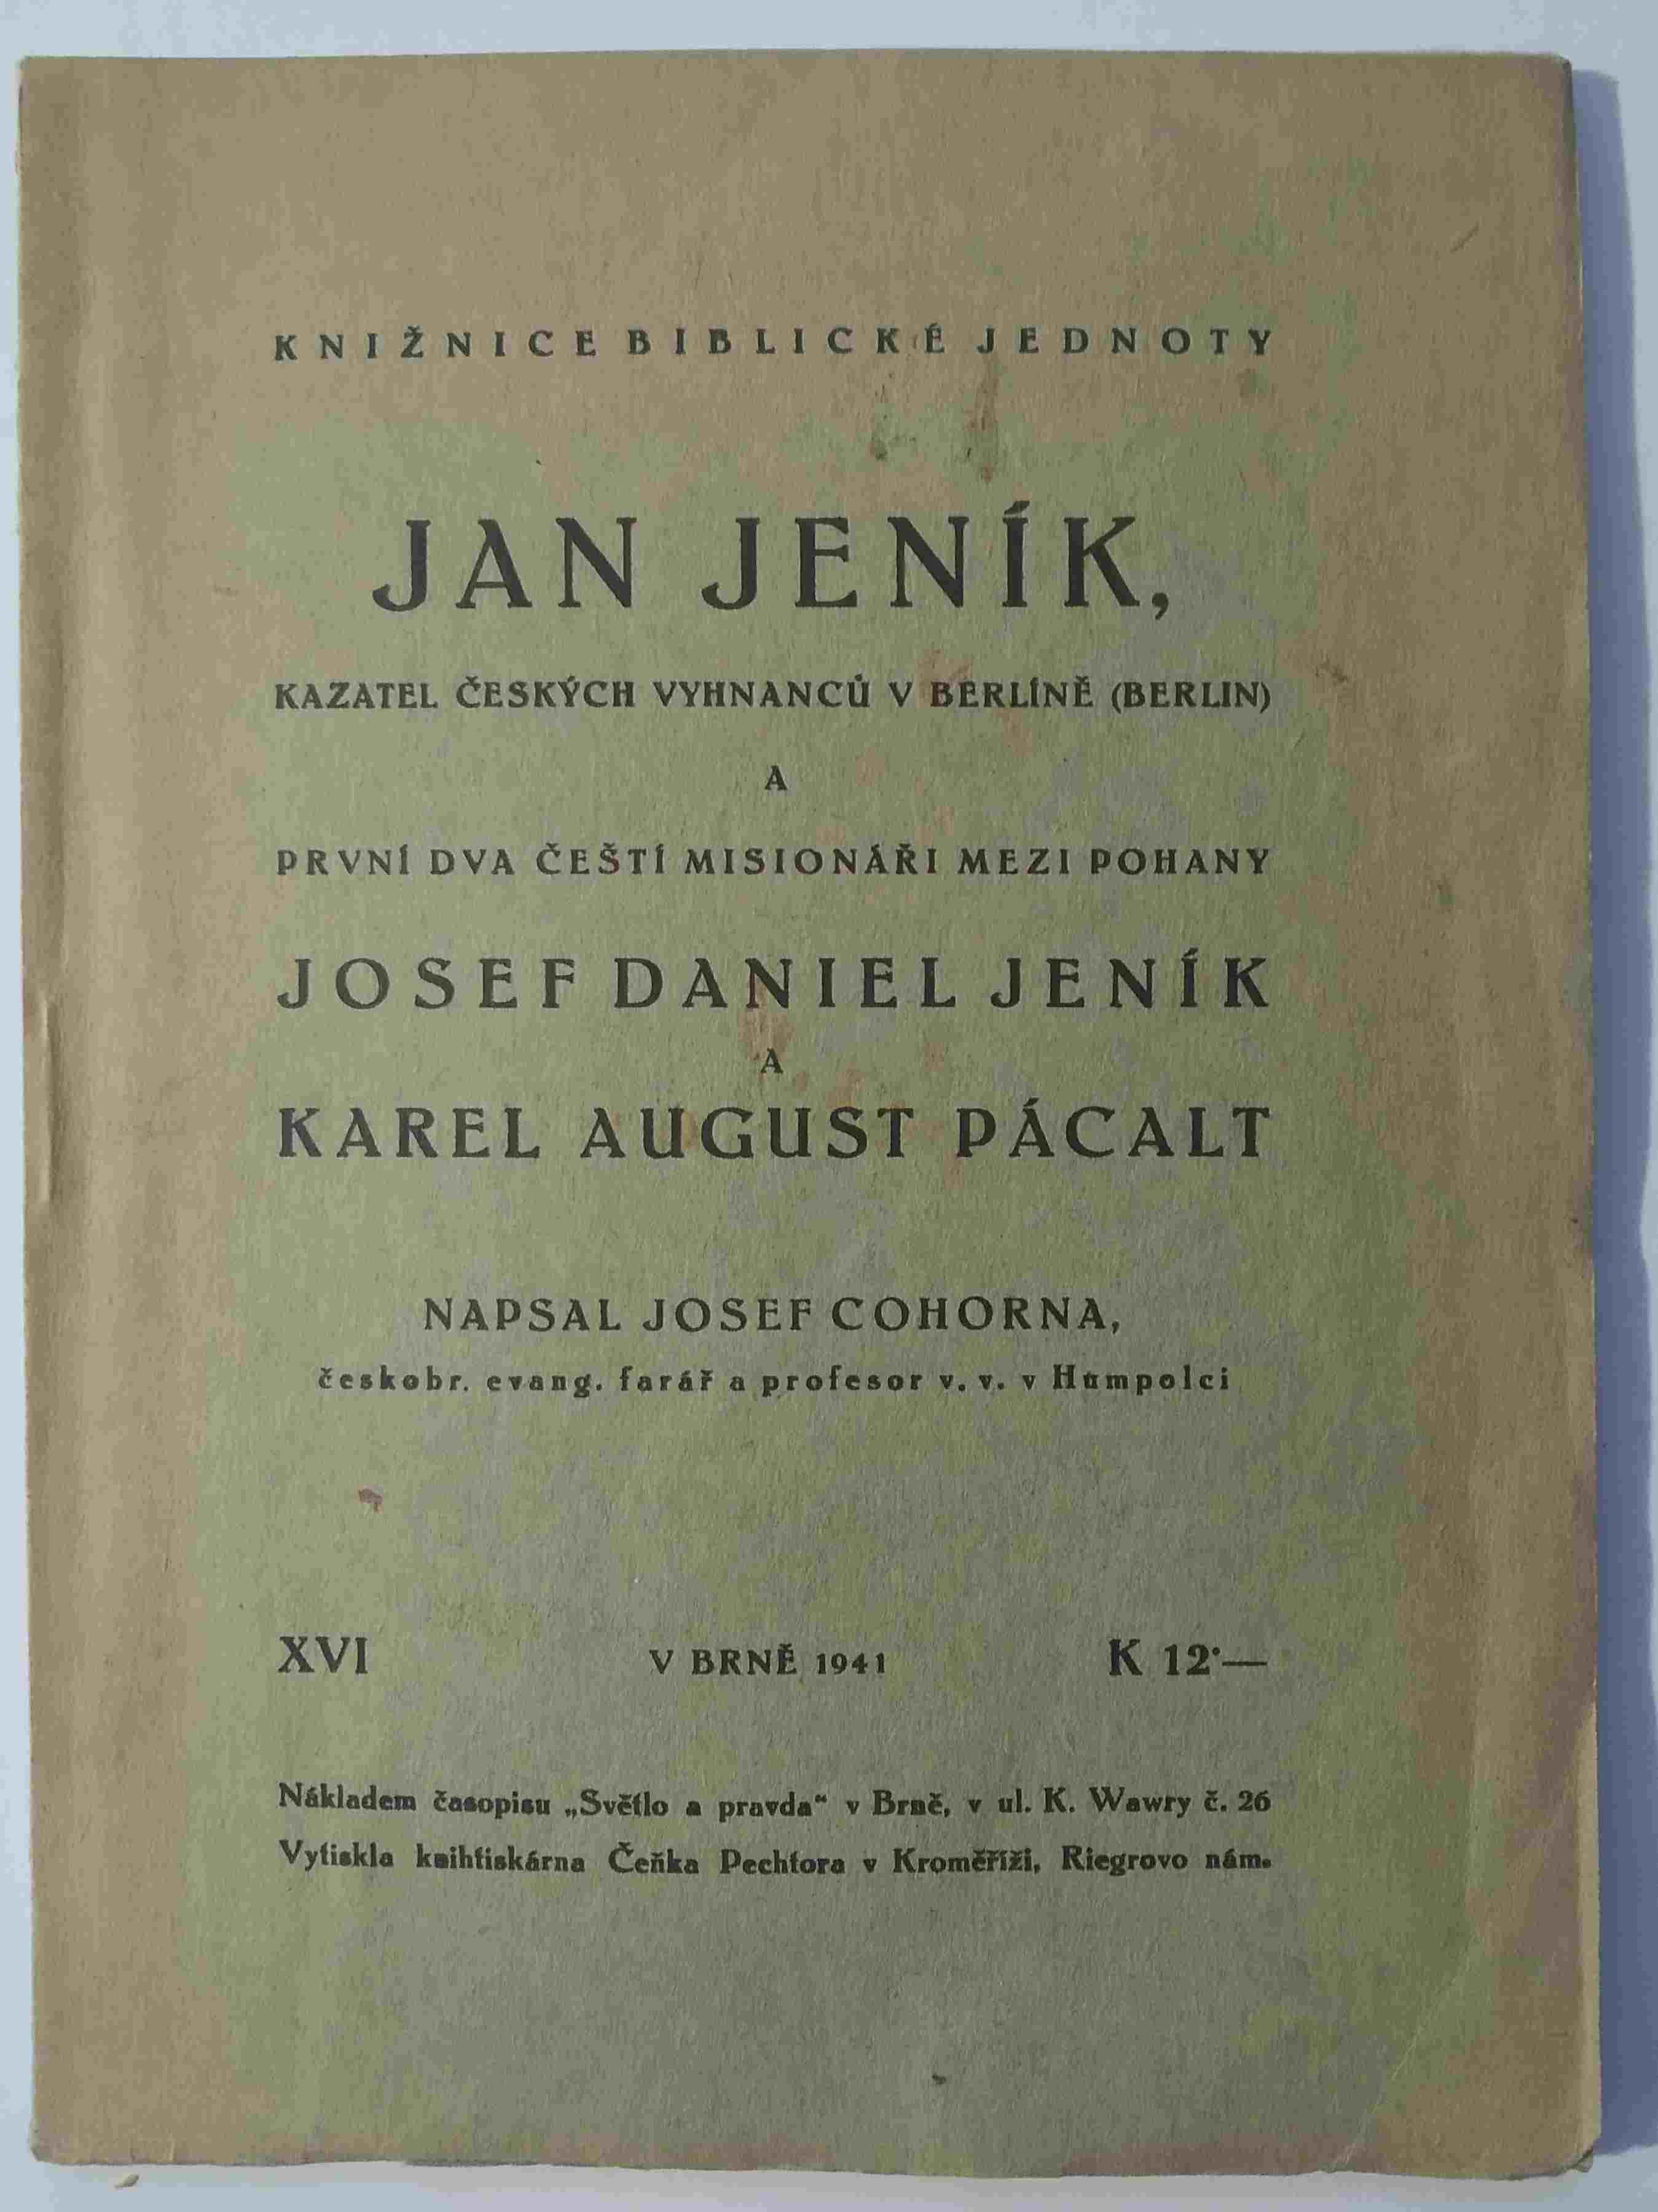 KNIŽNICE BIBLICKÉ JEDNOTY
JAN JENÍK,
KAZATEL ČESKÝCH VYHNANCŮ V BERLÍNĚ (BERLIN)
A
PRVNÍ DVA ČEŠTÍ MISIONÁŘI MEZI POHANY
JOSEF DANIEL JENÍK
A
KAREL AUGUST PÁCALT
NAPSAL JOSEF COHORNA,
českobr. evang. farář a profesor v. v. v Humpolci
XVI V BRNĚ 1941 K 12·—
Nákladem časopisu „Světlo a pravda“ v Brně, v ul. K. Wawry č. 26
Vytiskla knihtiskárna Čeňka Pechtora v Kroměříži, Riegrovo nám.